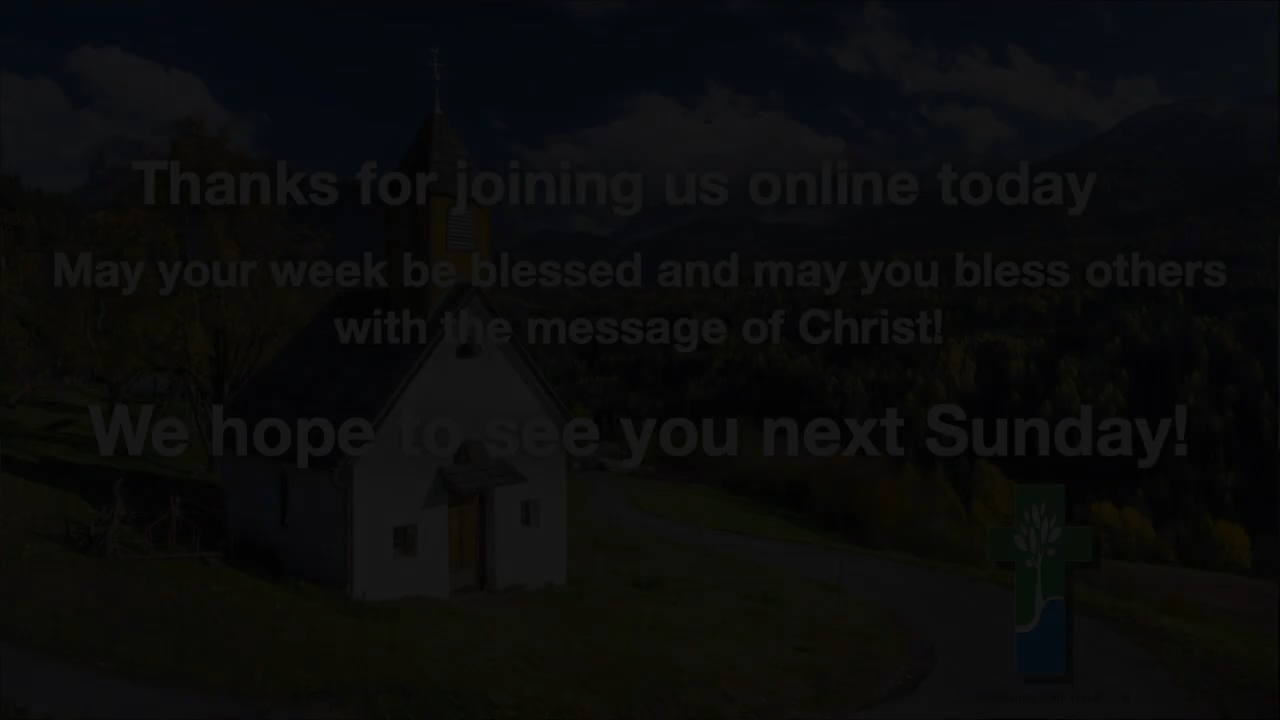 Thanks for joining us online today
May your week be blessed and may you bless others
with the message of Christ!
We hope to see you next Sunday!